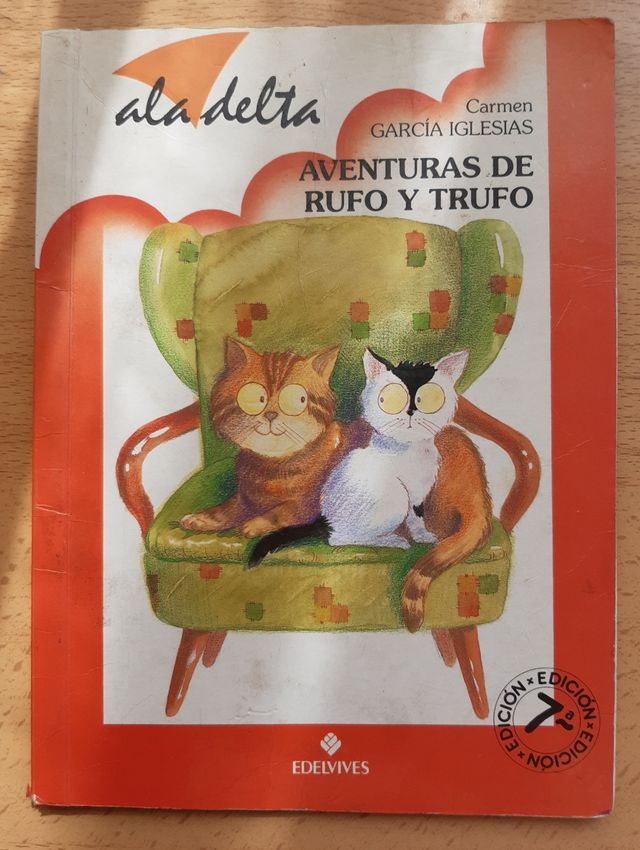 ala delta
Carmen
GARCÍA IGLESIAS
AVENTURAS DE
RUFO Y TRUFO
EDICIÓN × EDICIÓN × EDICIÓN ×
7ª
EDELVIVES